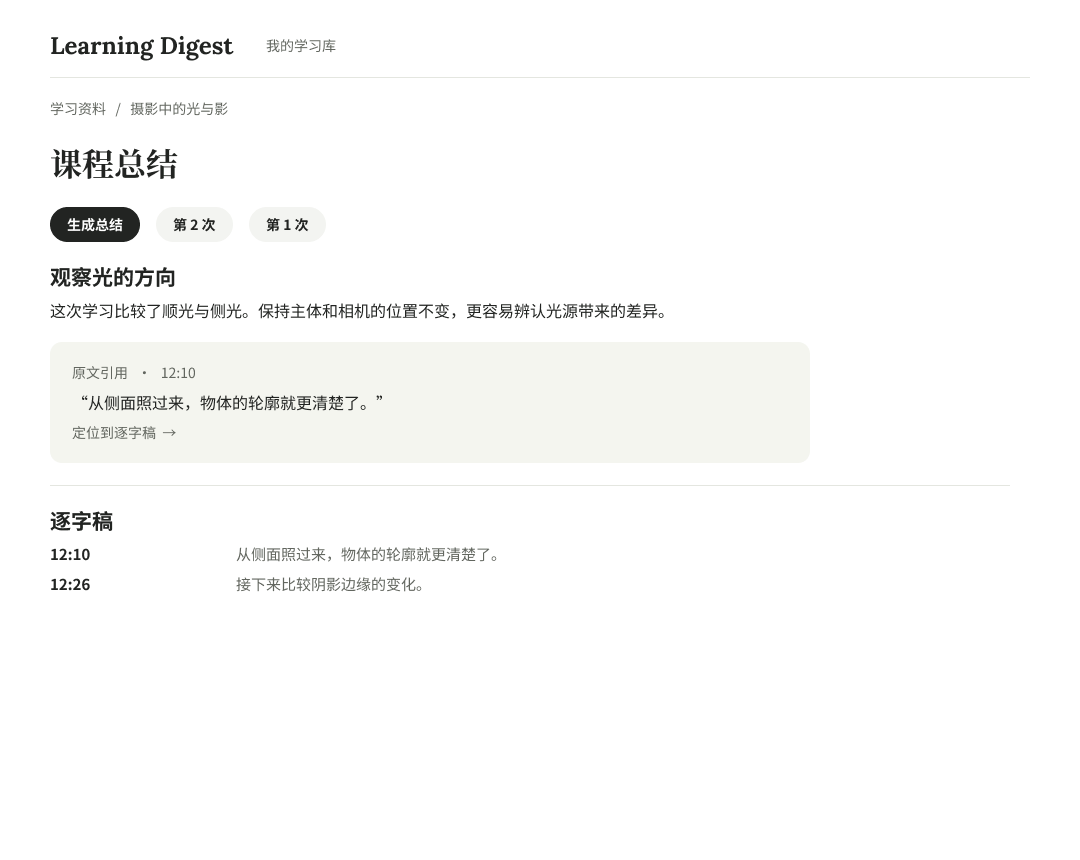 Learning Digest 我的学习库
学习资料 / 摄影中的光与影
课程总结
生成总结 第 2 次 第 1 次
观察光的方向
这次学习比较了顺光与侧光。保持主体和相机的位置不变，更容易辨认光源带来的差异。
原文引用 · 12:10
“从侧面照过来，物体的轮廓就更清楚了。”
定位到逐字稿 →
逐字稿
12:10 从侧面照过来，物体的轮廓就更清楚了。
12:26 接下来比较阴影边缘的变化。